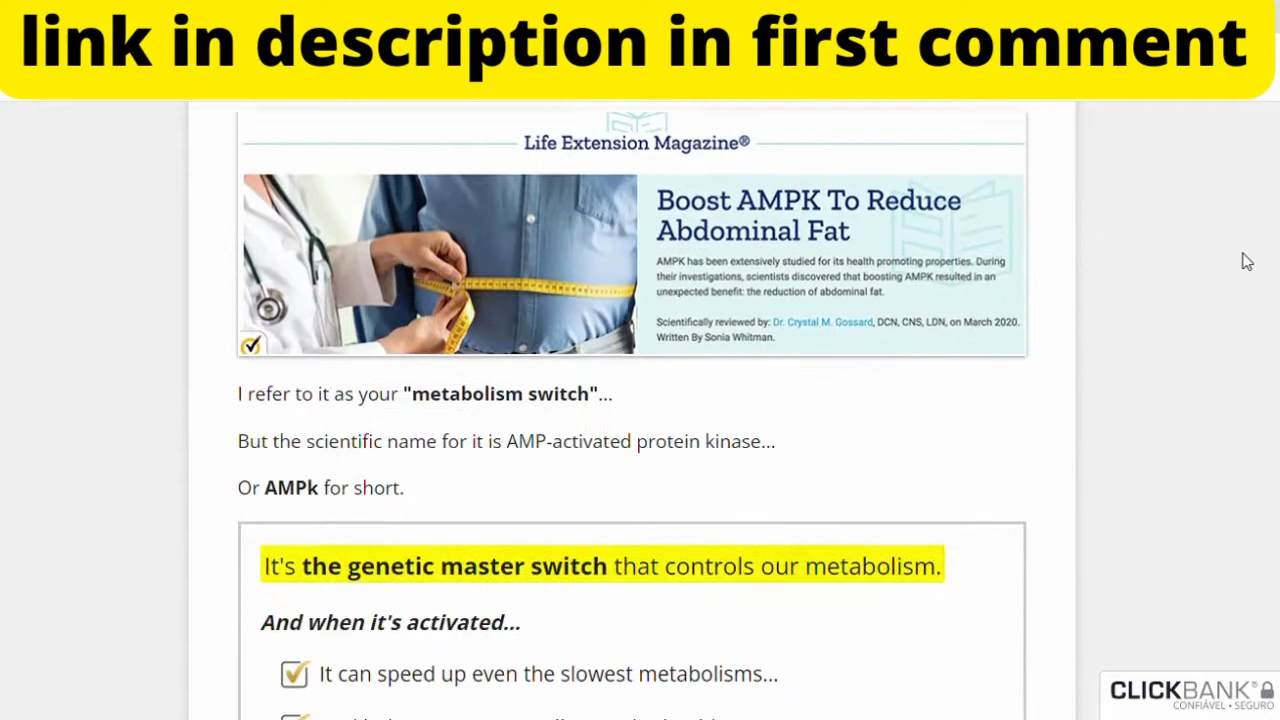 link in description in first comment
Life Extension Magazine®
Boost AMPK To Reduce
Abdominal Fat
AMPK has been extensively studied for its health promoting properties. During
their investigations, scientists discovered that boosting AMPK resulted in an
unexpected benefit: the reduction of abdominal fat.
Scientifically reviewed by: Dr. Crystal M. Gossard, DCN, CNS, LDN, on March 2020.
Written By Sonia Whitman.
I refer to it as your "metabolism switch"...
But the scientific name for it is AMP-activated protein kinase...
Or AMPk for short.
It's the genetic master switch that controls our metabolism.
And when it's activated...
It can speed up even the slowest metabolisms...
CLICKBANK®
CONFIÁVEL • SEGURO